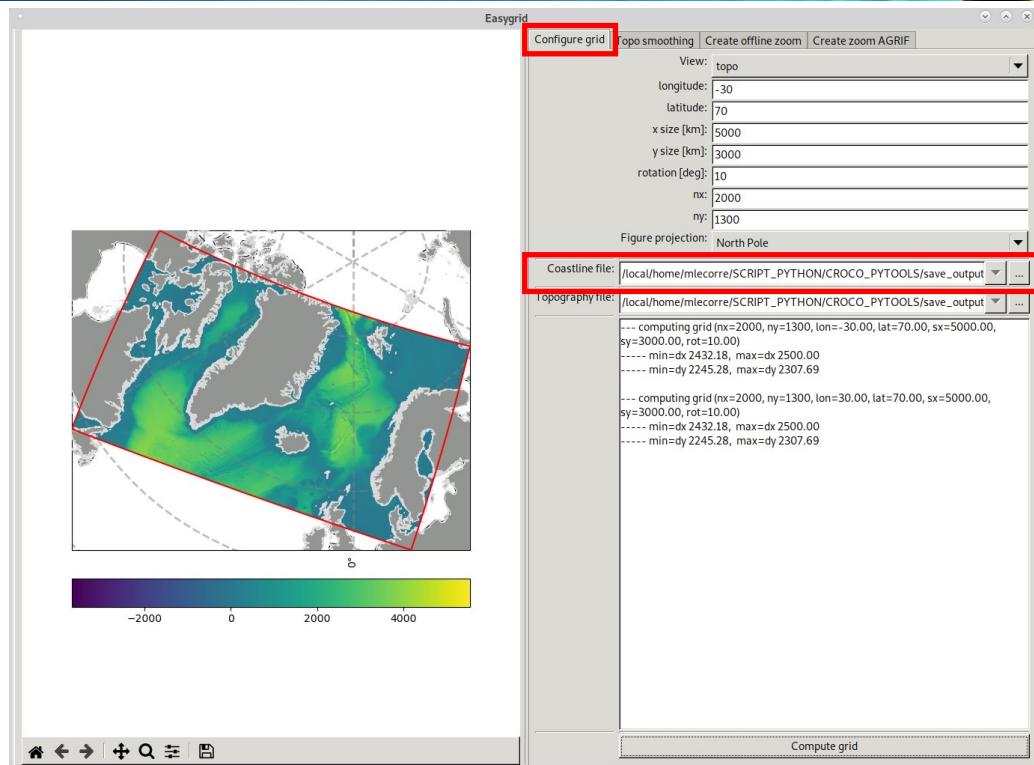 Easygrid
Configure grid
Topo smoothing
Create offline zoom
Create zoom AGRIF
View: topo
longitude: -30
latitude: 70
x size [km]: 5000
y size [km]: 3000
rotation [deg]: 10
nx: 2000
ny: 1300
Figure projection: North Pole
Coastline file: /local/home/mlecorre/SCRIPT_PYTHON/CROCO_PYTOOLS/save_output ...
Topography file: /local/home/mlecorre/SCRIPT_PYTHON/CROCO_PYTOOLS/save_output ...
--- computing grid (nx=2000, ny=1300, lon=-30.00, lat=70.00, sx=5000.00,
sy=3000.00, rot=10.00)
----- min=dx 2432.18, max=dx 2500.00
----- min=dy 2245.28, max=dy 2307.69
--- computing grid (nx=2000, ny=1300, lon=30.00, lat=70.00, sx=5000.00,
sy=3000.00, rot=10.00)
----- min=dx 2432.18, max=dx 2500.00
----- min=dy 2245.28, max=dy 2307.69
0°
−2000 0 2000 4000
Compute grid